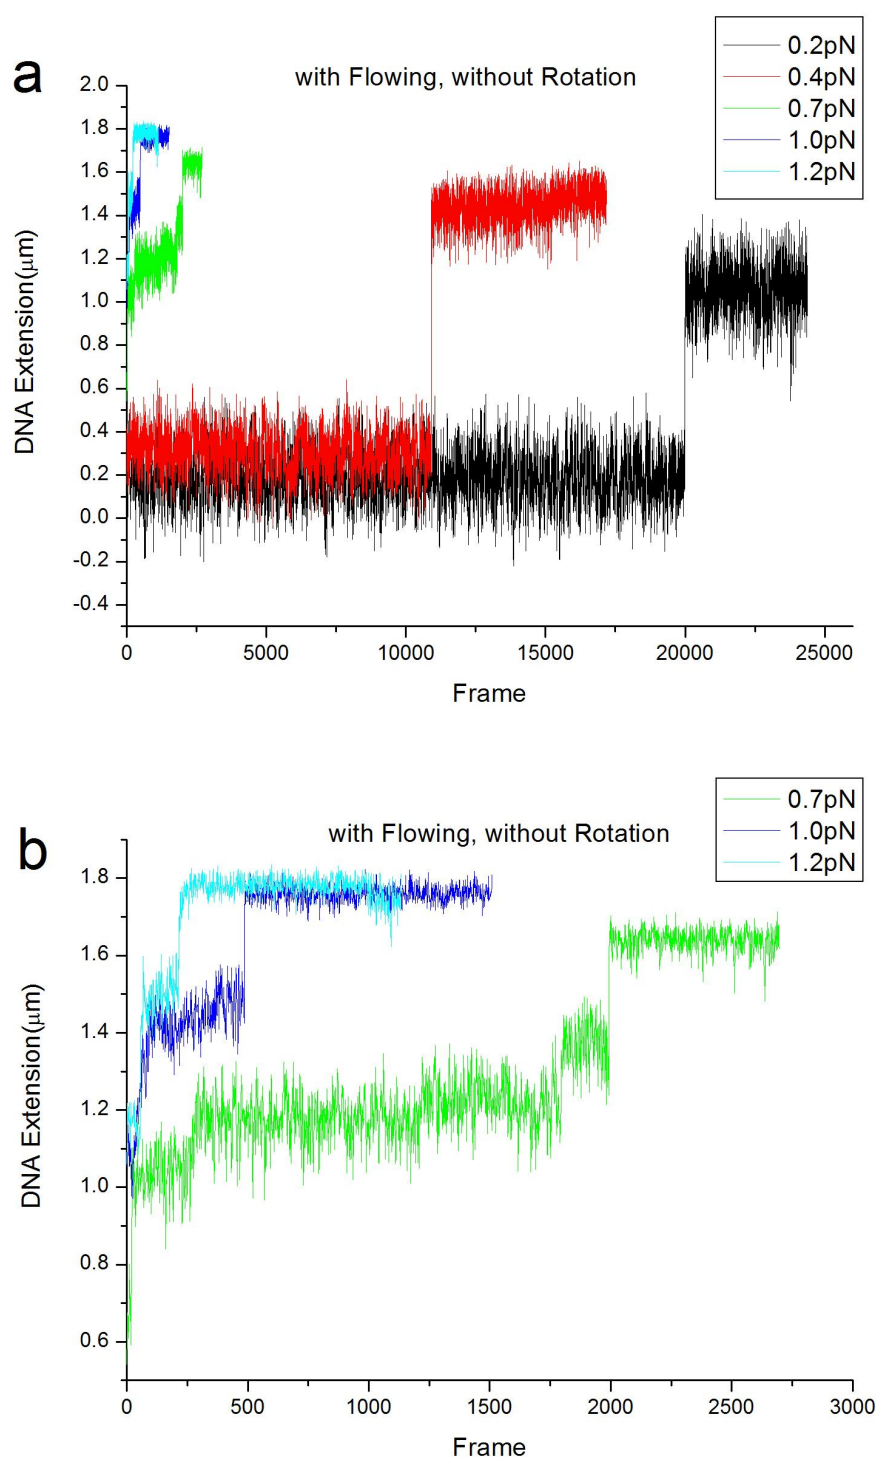 a
with Flowing, without Rotation
0.2pN
0.4pN
0.7pN
1.0pN
1.2pN
DNA Extension(μm)
2.0
1.8
1.6
1.4
1.2
1.0
0.8
0.6
0.4
0.2
0.0
-0.2
-0.4
0 5000 10000 15000 20000 25000
Frame
b
with Flowing, without Rotation
0.7pN
1.0pN
1.2pN
DNA Extension(μm)
1.8
1.6
1.4
1.2
1.0
0.8
0.6
0 500 1000 1500 2000 2500 3000
Frame